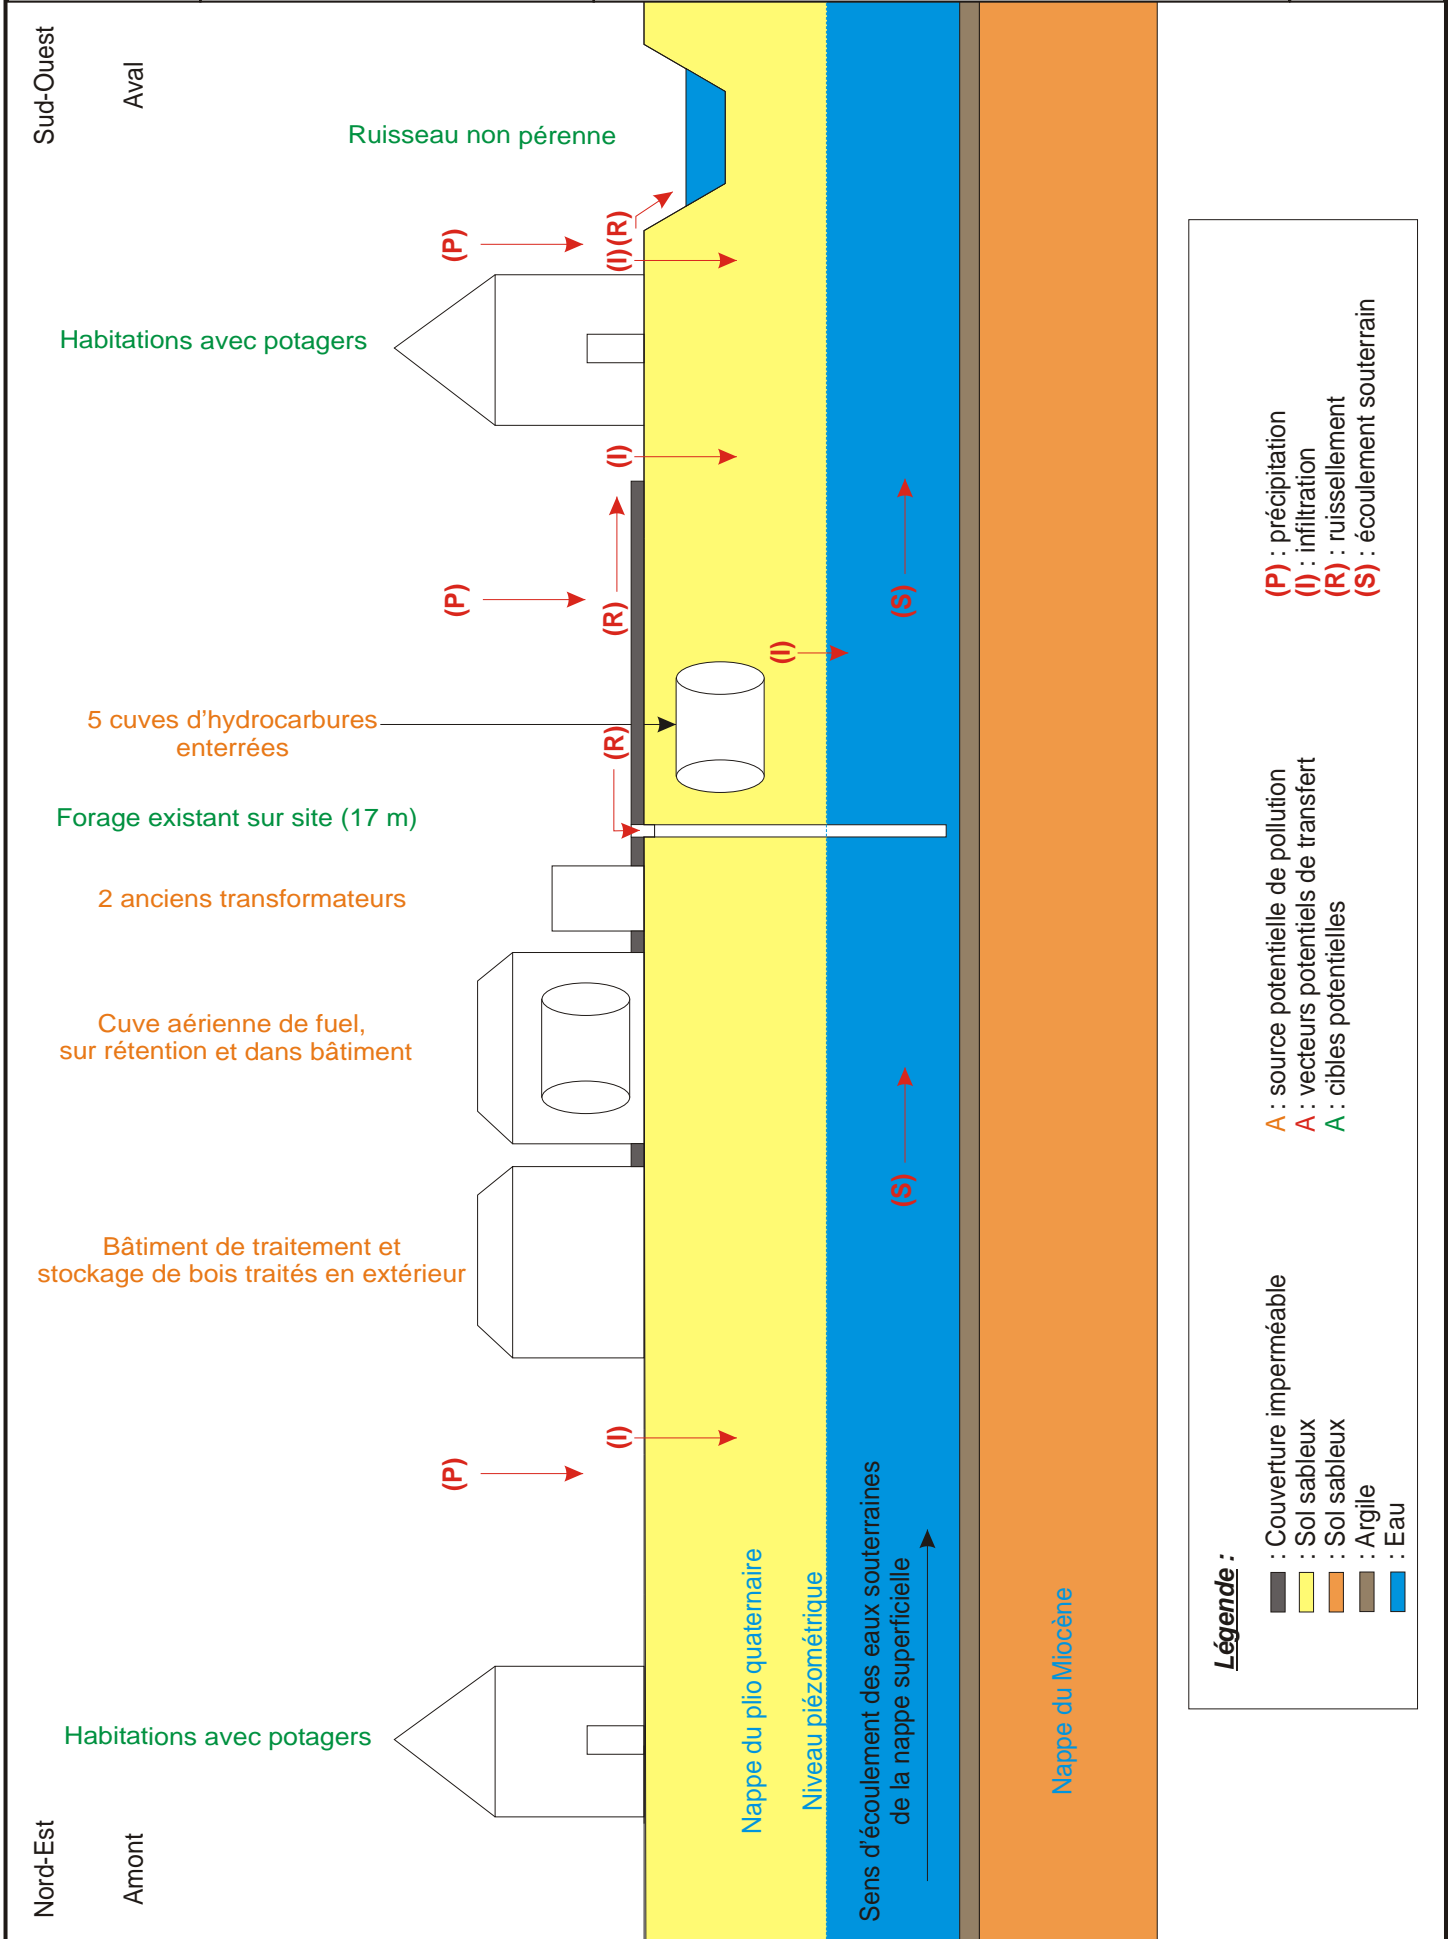 Nord-Est
Sud-Ouest
Amont
Aval
Habitations avec potagers
Bâtiment de traitement et
stockage de bois traités en extérieur
Cuve aérienne de fuel,
sur rétention et dans bâtiment
2 anciens transformateurs
Forage existant sur site (17 m)
5 cuves d'hydrocarbures
enterrées
Habitations avec potagers
Ruisseau non pérenne
(P)
(P)
(P)
(I)
(R)
(R)
(I)
(I)
(R)
(I)
(S)
(S)
Nappe du plio quaternaire
Niveau piézométrique
Sens d'écoulement des eaux souterraines
de la nappe superficielle
Nappe du Miocène
Légende :
: Couverture imperméable
: Sol sableux
: Sol sableux
: Argile
: Eau
A : source potentielle de pollution
A : vecteurs potentiels de transfert
A : cibles potentielles
(P) : précipitation
(I) : infiltration
(R) : ruissellement
(S) : écoulement souterrain